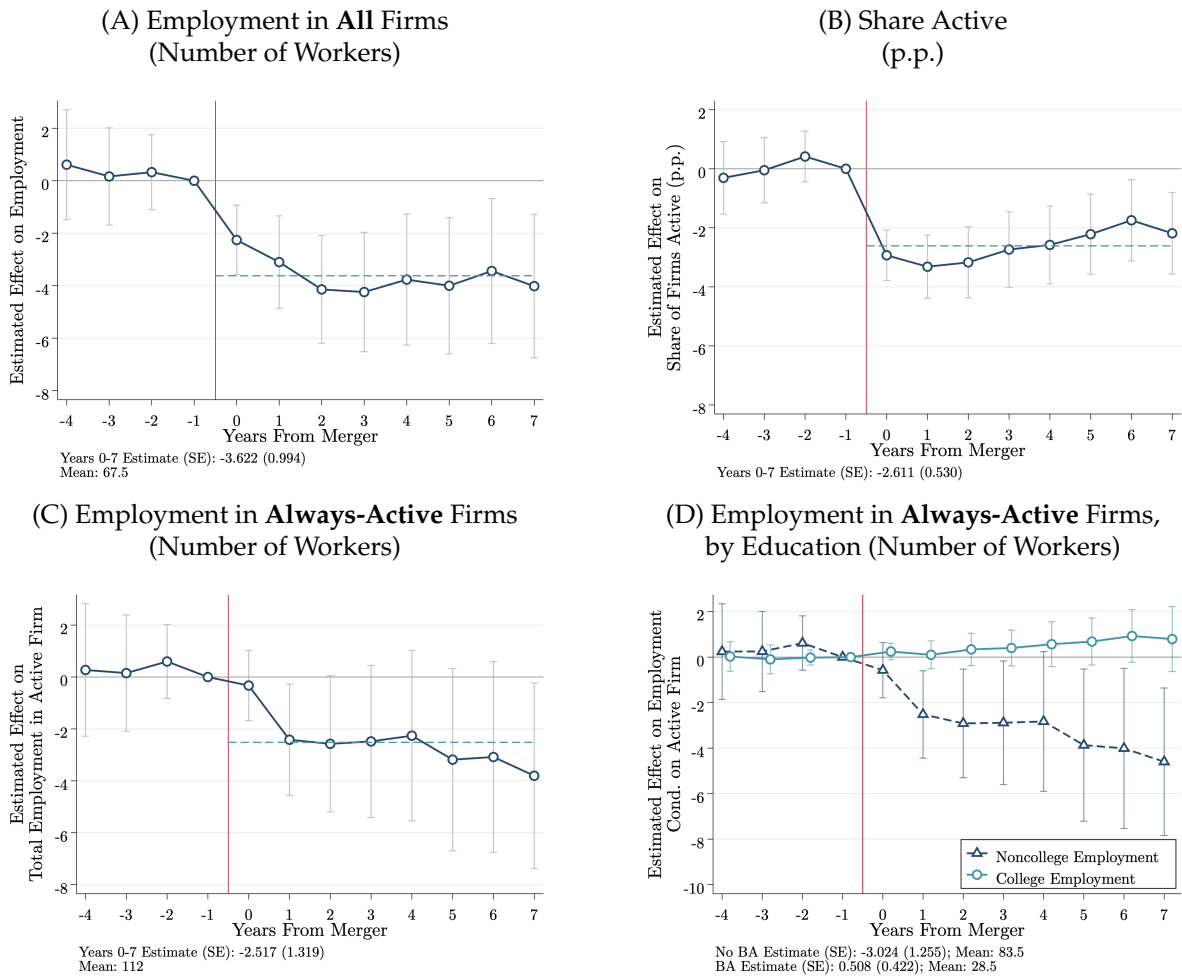 (A) Employment in All Firms
(Number of Workers)
Estimated Effect on Employment
2
0
-2
-4
-6
-8
-4 -3 -2 -1 0 1 2 3 4 5 6 7
Years From Merger
Years 0-7 Estimate (SE): -3.622 (0.994)
Mean: 67.5
(B) Share Active
(p.p.)
Estimated Effect on
Share of Firms Active (p.p.)
2
0
-2
-4
-6
-8
-4 -3 -2 -1 0 1 2 3 4 5 6 7
Years From Merger
Years 0-7 Estimate (SE): -2.611 (0.530)
(C) Employment in Always-Active Firms
(Number of Workers)
Estimated Effect on
Total Employment in Active Firm
2
0
-2
-4
-6
-8
-4 -3 -2 -1 0 1 2 3 4 5 6 7
Years From Merger
Years 0-7 Estimate (SE): -2.517 (1.319)
Mean: 112
(D) Employment in Always-Active Firms,
by Education (Number of Workers)
Estimated Effect on Employment
Cond. on Active Firm
2
0
-2
-4
-6
-8
-10
Noncollege Employment
College Employment
-4 -3 -2 -1 0 1 2 3 4 5 6 7
Years From Merger
No BA Estimate (SE): -3.024 (1.255); Mean: 83.5
BA Estimate (SE): 0.508 (0.422); Mean: 28.5